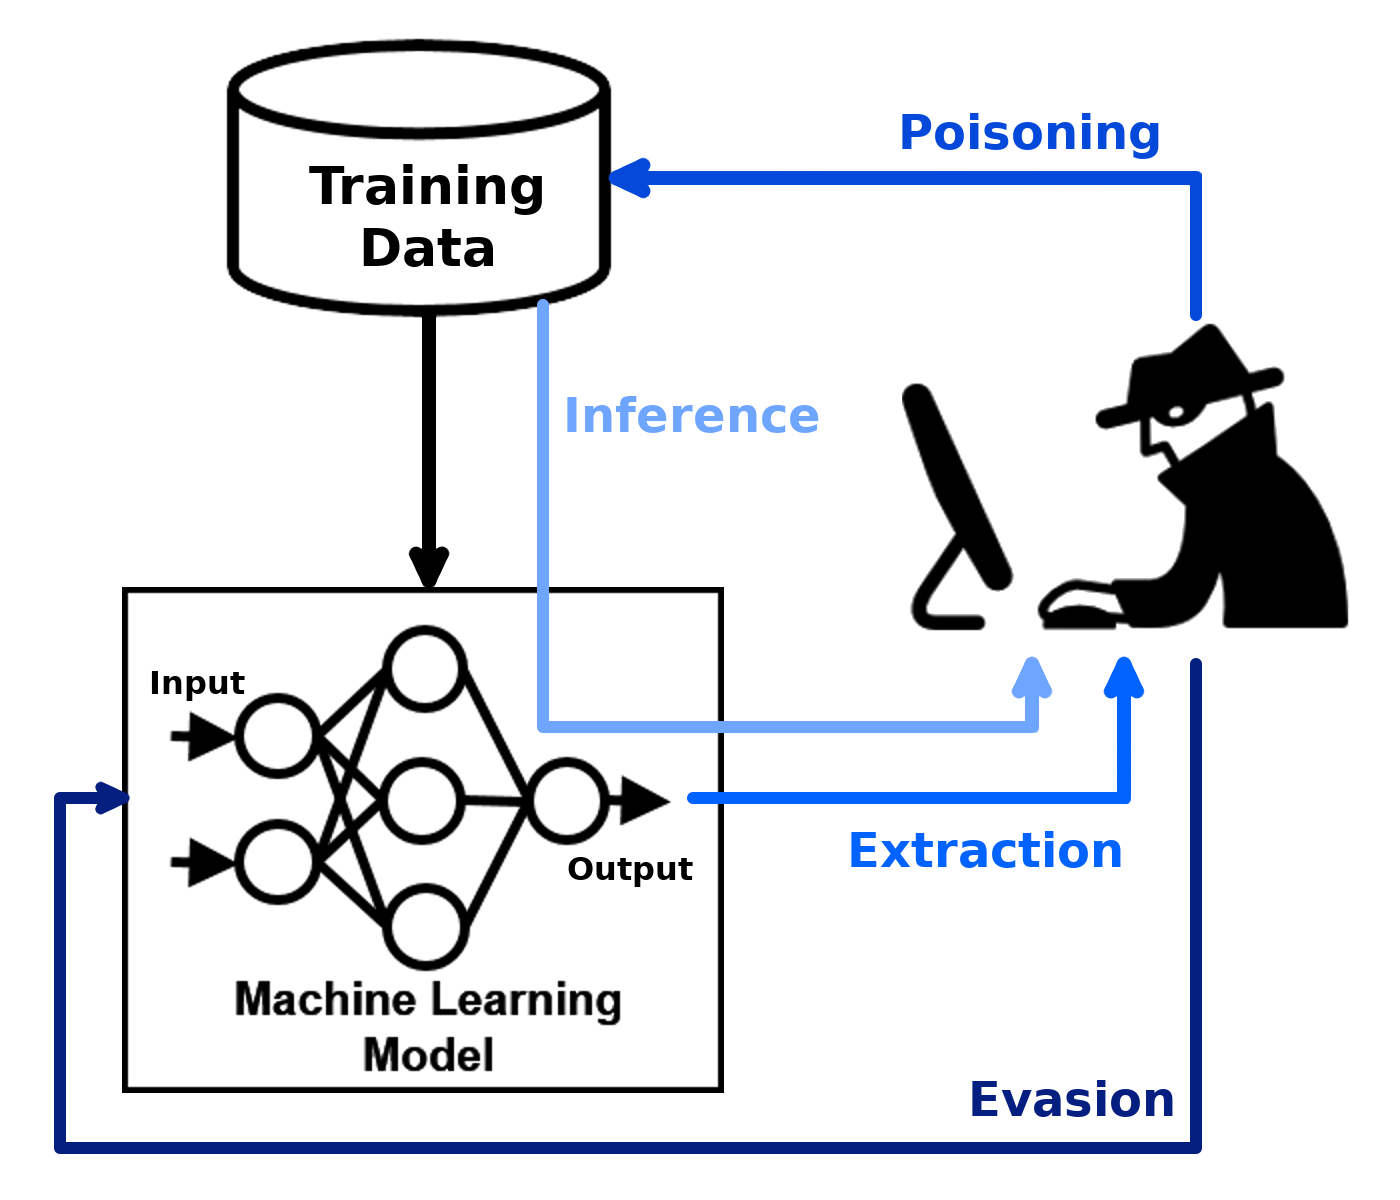 Poisoning
Training
Data
Inference
Input
Output
Extraction
Machine Learning
Model
Evasion